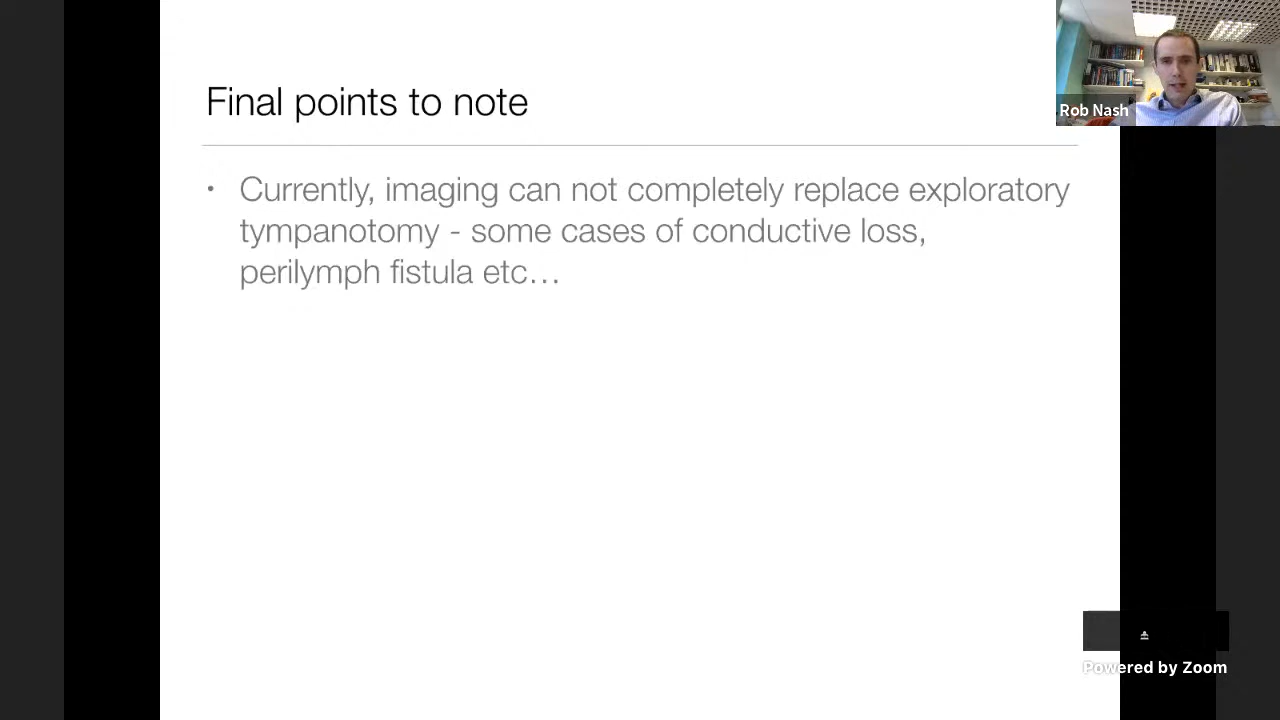 Final points to note
Rob Nash
• Currently, imaging can not completely replace exploratory
tympanotomy - some cases of conductive loss,
perilymph fistula etc…
Powered by Zoom